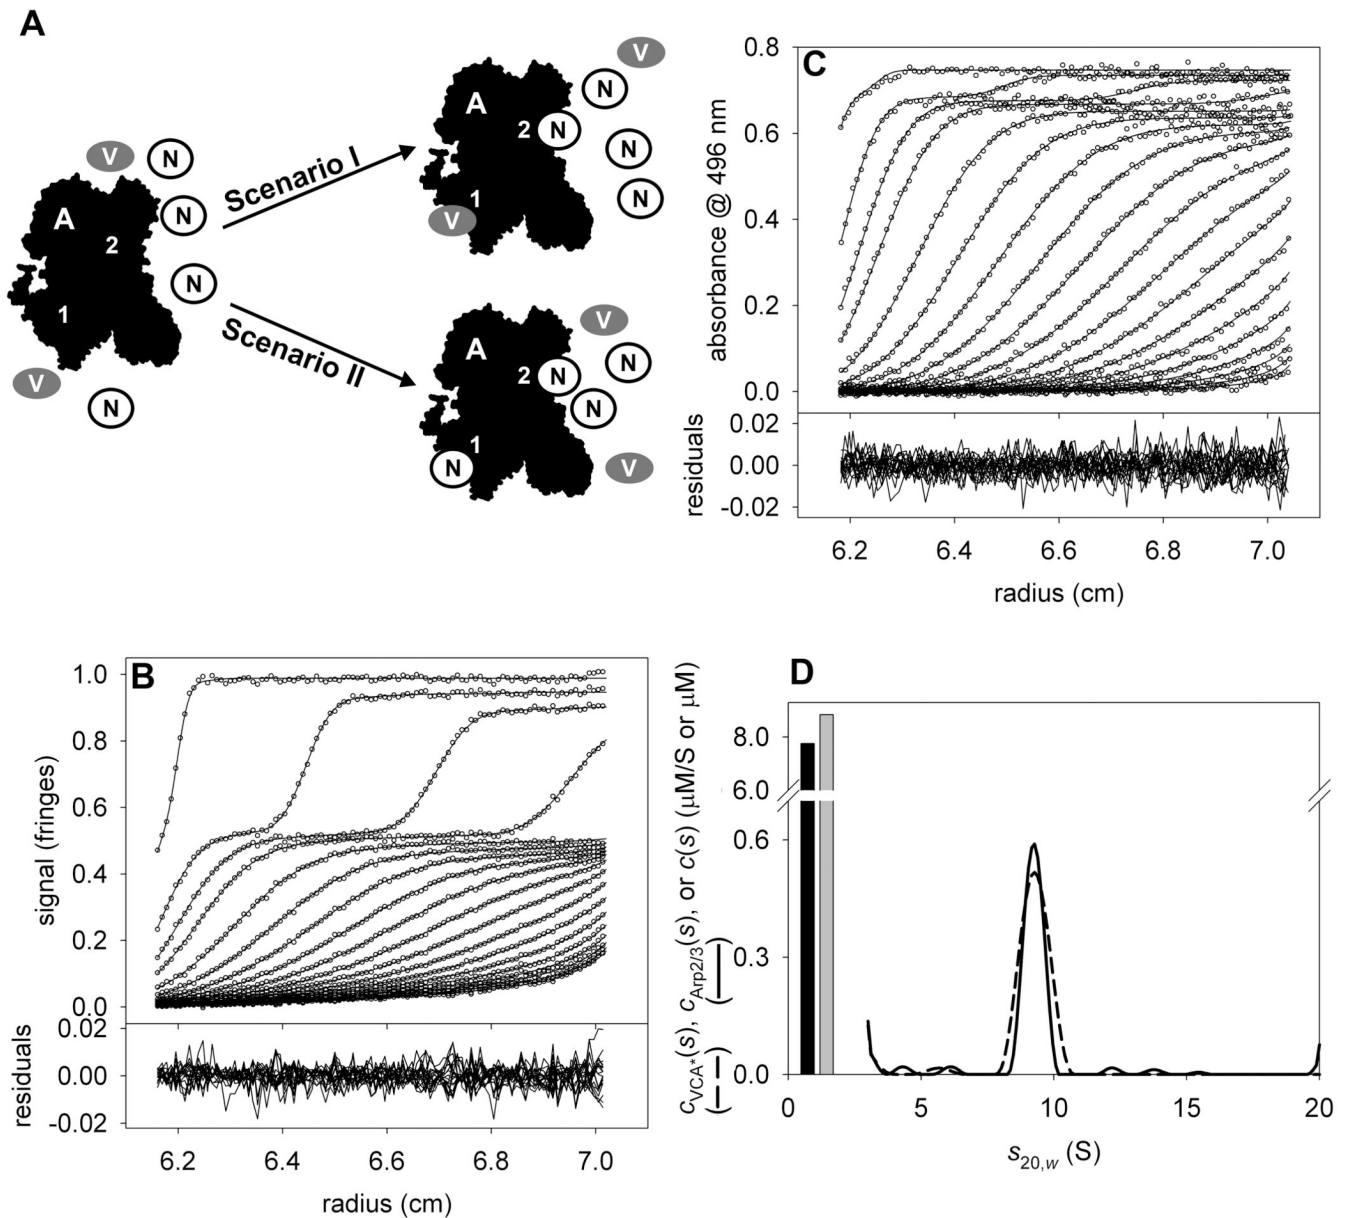 A
V
N
N
A
2
N
1
V
N
Scenario I
Scenario II
V
N
A
2
N
N
1
N
V
V
A
N
2
N
N
1
N
V
C
0.8
0.6
0.4
0.2
0.0
absorbance @ 496 nm
0.02
0.00
-0.02
residuals
6.2 6.4 6.6 6.8 7.0
radius (cm)
B
1.0
0.8
0.6
0.4
0.2
0.0
signal (fringes)
0.02
0.00
-0.02
residuals
6.2 6.4 6.6 6.8 7.0
radius (cm)
D
8.0
6.0
0.6
0.3
0.0
cVCA*(s), cArp2/3(s), or c(s) (μM/S or μM)
(— —) (——)
0 5 10 15 20
s20,w (S)